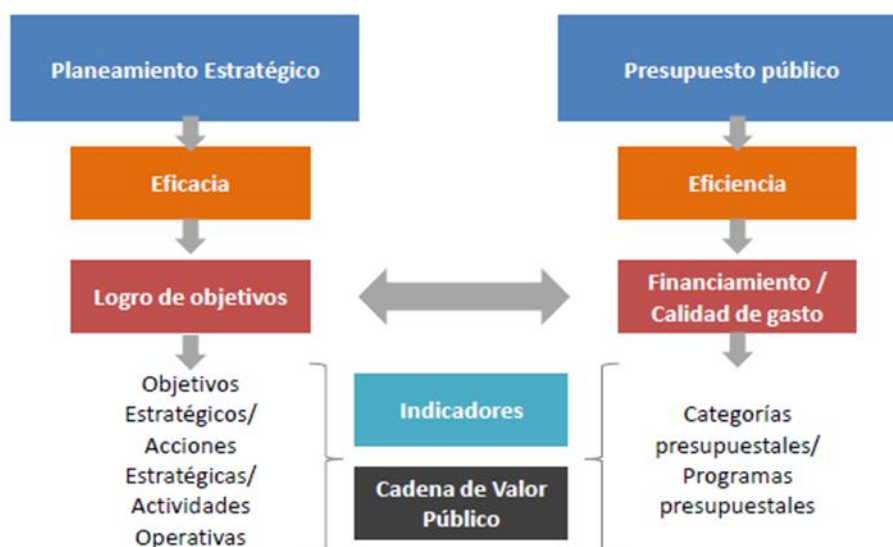 Planeamiento Estratégico
Presupuesto público
Eficacia
Eficiencia
Logro de objetivos
Financiamiento /
Calidad de gasto
Objetivos
Estratégicos/
Acciones
Estratégicas/
Actividades
Operativas
Indicadores
Cadena de Valor
Público
Categorías
presupuestales/
Programas
presupuestales